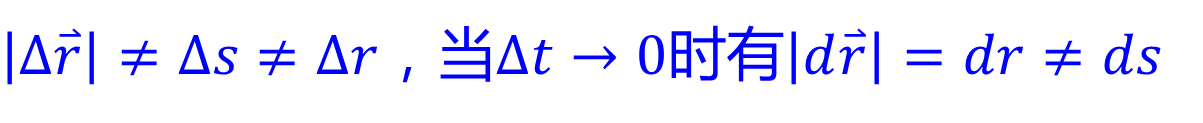 |Δr⃗| ≠ Δs ≠ Δr，当Δt → 0时有|dr⃗| = dr ≠ ds